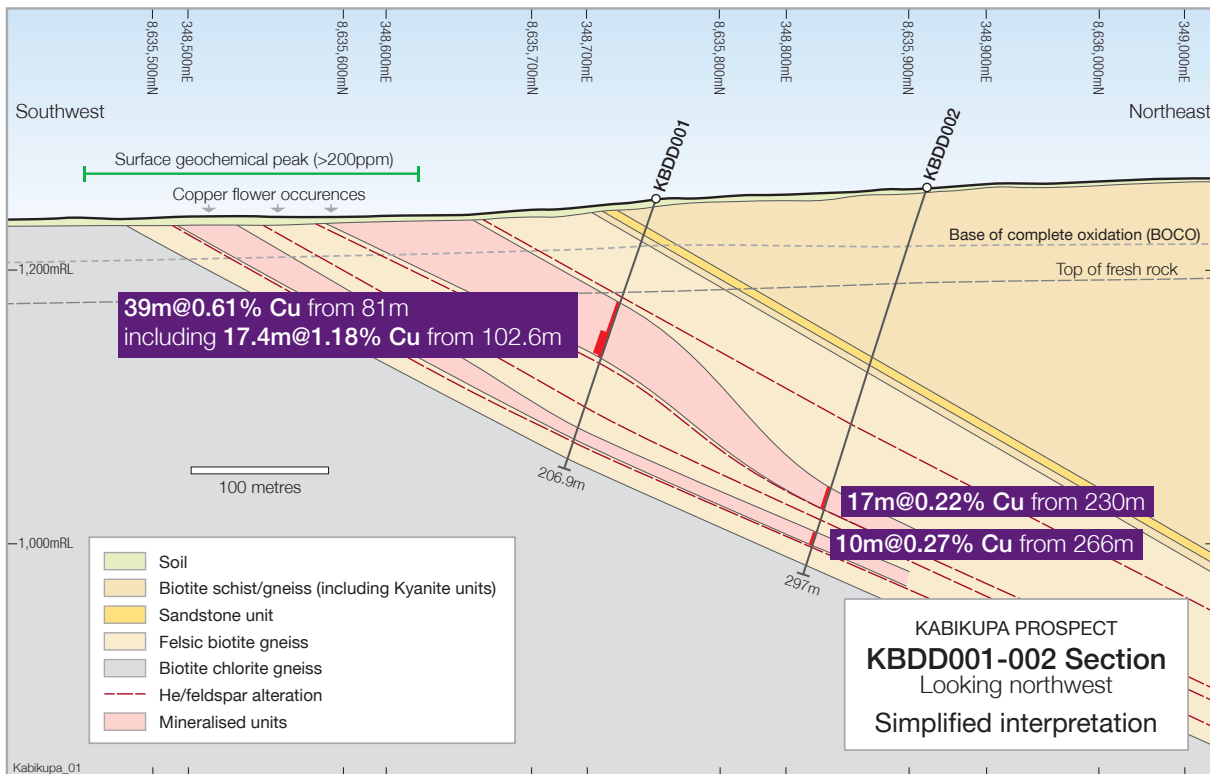 8,635,500mN
348,500mE
8,635,600mN
348,600mE
8,635,700mN
348,700mE
8,635,800mN
348,800mE
8,635,900mN
348,900mE
8,636,000mN
349,000mE
Southwest
Northeast
KBDD001
KBDD002
Surface geochemical peak (>200ppm)
Copper flower occurences
Base of complete oxidation (BOCO)
Top of fresh rock
1,200mRL
39m@0.61% Cu from 81m
including 17.4m@1.18% Cu from 102.6m
100 metres
206.9m
17m@0.22% Cu from 230m
10m@0.27% Cu from 266m
1,000mRL
297m
Soil
Biotite schist/gneiss (including Kyanite units)
Sandstone unit
Felsic biotite gneiss
Biotite chlorite gneiss
He/feldspar alteration
Mineralised units
KABIKUPA PROSPECT
KBDD001-002 Section
Looking northwest
Simplified interpretation
Kabikupa_01